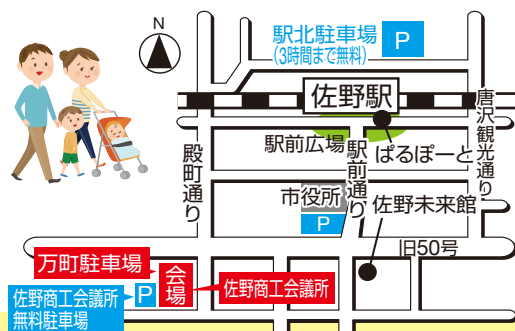 N
駅北駐車場
(3時間まで無料)
P
佐野駅
駅前広場
ぱるぽーと
唐沢観光通り
殿町通り
駅前通り
市役所
P
佐野未来館
旧50号
万町駐車場
会場
佐野商工会議所
佐野商工会議所
無料駐車場
P